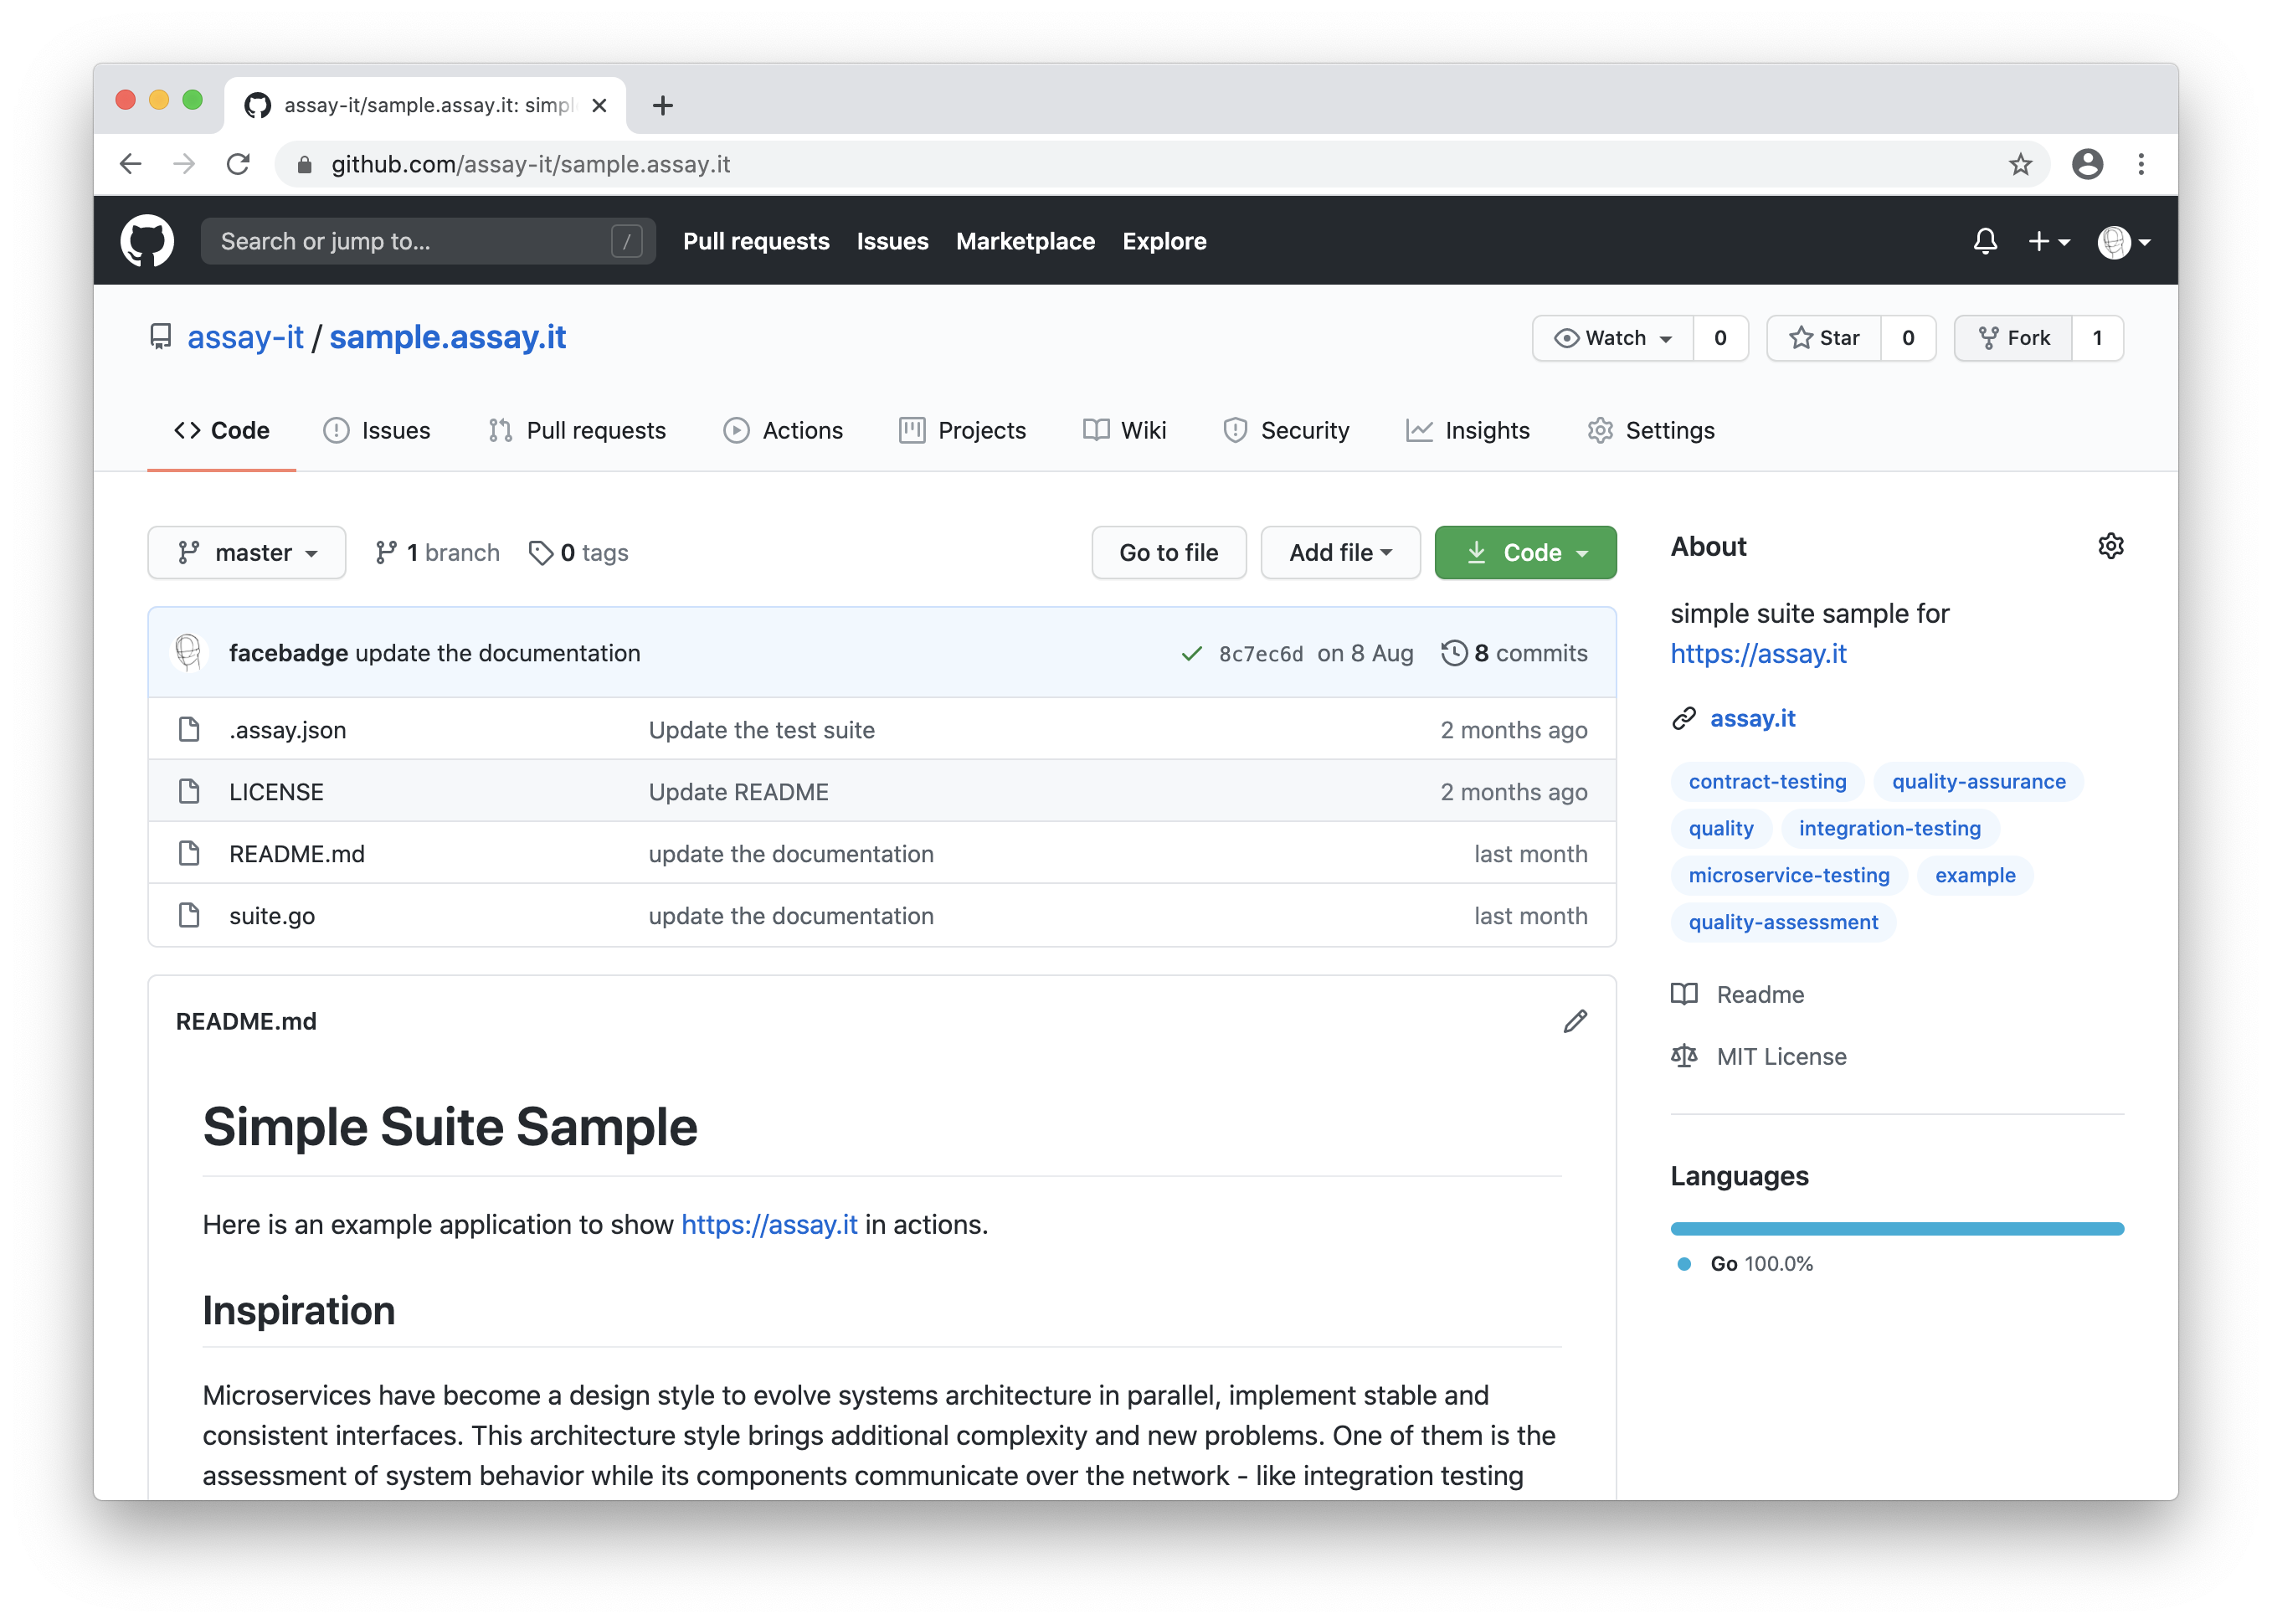 assay-it/sample.assay.it: simpl
github.com/assay-it/sample.assay.it
Search or jump to... /
Pull requests Issues Marketplace Explore
assay-it / sample.assay.it
Watch 0 Star 0 Fork 1
Code Issues Pull requests Actions Projects Wiki Security Insights Settings
master 1 branch 0 tags Go to file Add file Code
facebadge update the documentation 8c7ec6d on 8 Aug 8 commits
.assay.json Update the test suite 2 months ago
LICENSE Update README 2 months ago
README.md update the documentation last month
suite.go update the documentation last month
README.md
Simple Suite Sample
Here is an example application to show https://assay.it in actions.
Inspiration
Microservices have become a design style to evolve systems architecture in parallel, implement stable and
consistent interfaces. This architecture style brings additional complexity and new problems. One of them is the
assessment of system behavior while its components communicate over the network - like integration testing
About
simple suite sample for
https://assay.it
assay.it
contract-testing quality-assurance
quality integration-testing
microservice-testing example
quality-assessment
Readme
MIT License
Languages
Go 100.0%